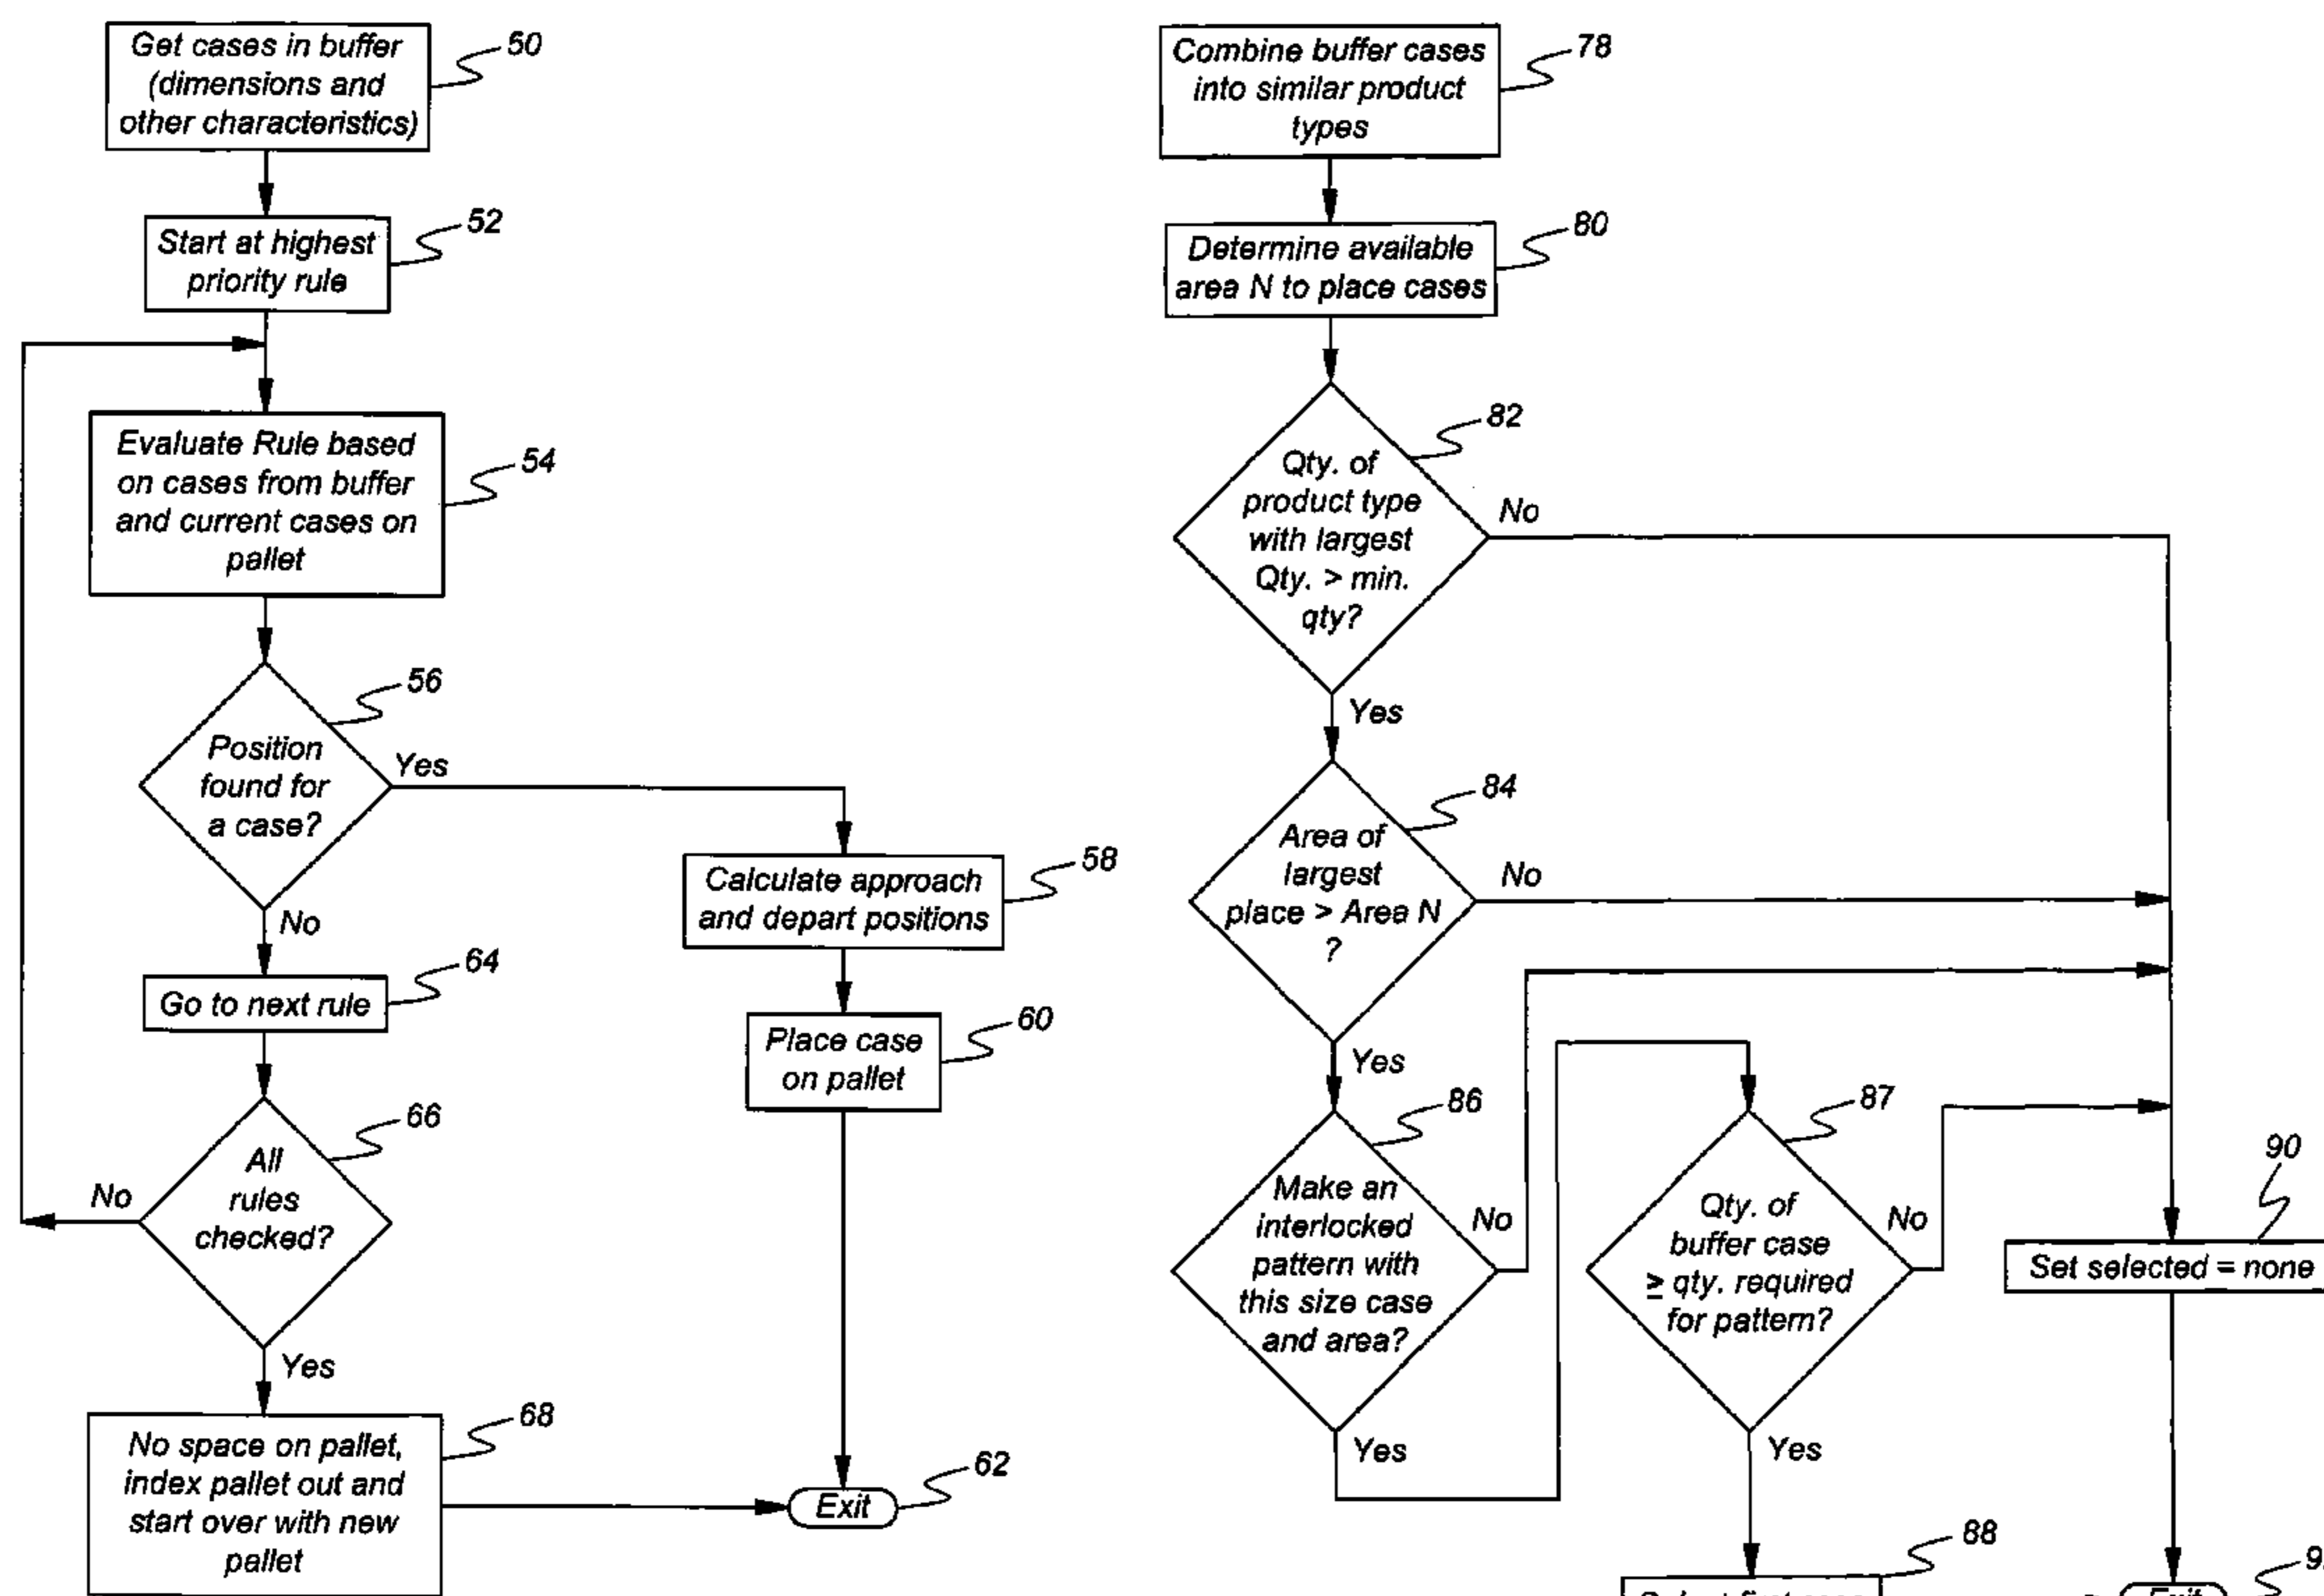 Get cases in buffer
(dimensions and
other characteristics)
50
Start at highest
priority rule
52
Evaluate Rule based
on cases from buffer
and current cases on
pallet
54
Position
found for
a case?
56
Yes
No
Calculate approach
and depart positions
58
Place case
on pallet
60
Go to next rule
64
All
rules
checked?
66
No
Yes
No space on pallet,
index pallet out and
start over with new
pallet
68
Exit
62
Combine buffer cases
into similar product
types
78
Determine available
area N to place cases
80
Qty. of
product type
with largest
Qty. > min.
qty?
82
No
Yes
Area of
largest
place > Area N
?
84
No
Yes
Make an
interlocked
pattern with
this size case
and area?
86
No
Yes
Qty. of
buffer case
≥ qty. required
for pattern?
87
No
Yes
Set selected = none
90
88
Select first case
Exit